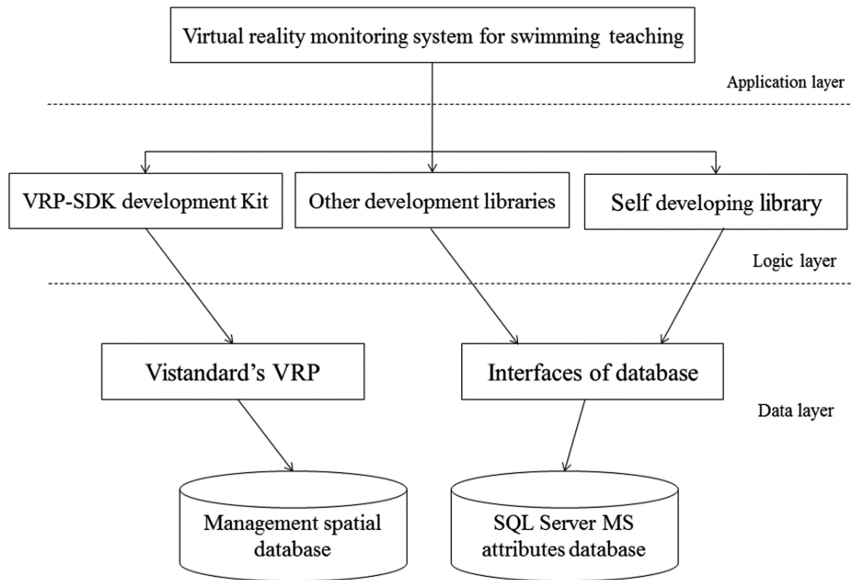 Virtual reality monitoring system for swimming teaching
Application layer
VRP-SDK development Kit
Other development libraries
Self developing library
Logic layer
Vistandard's VRP
Interfaces of database
Data layer
Management spatial
database
SQL Server MS
attributes database